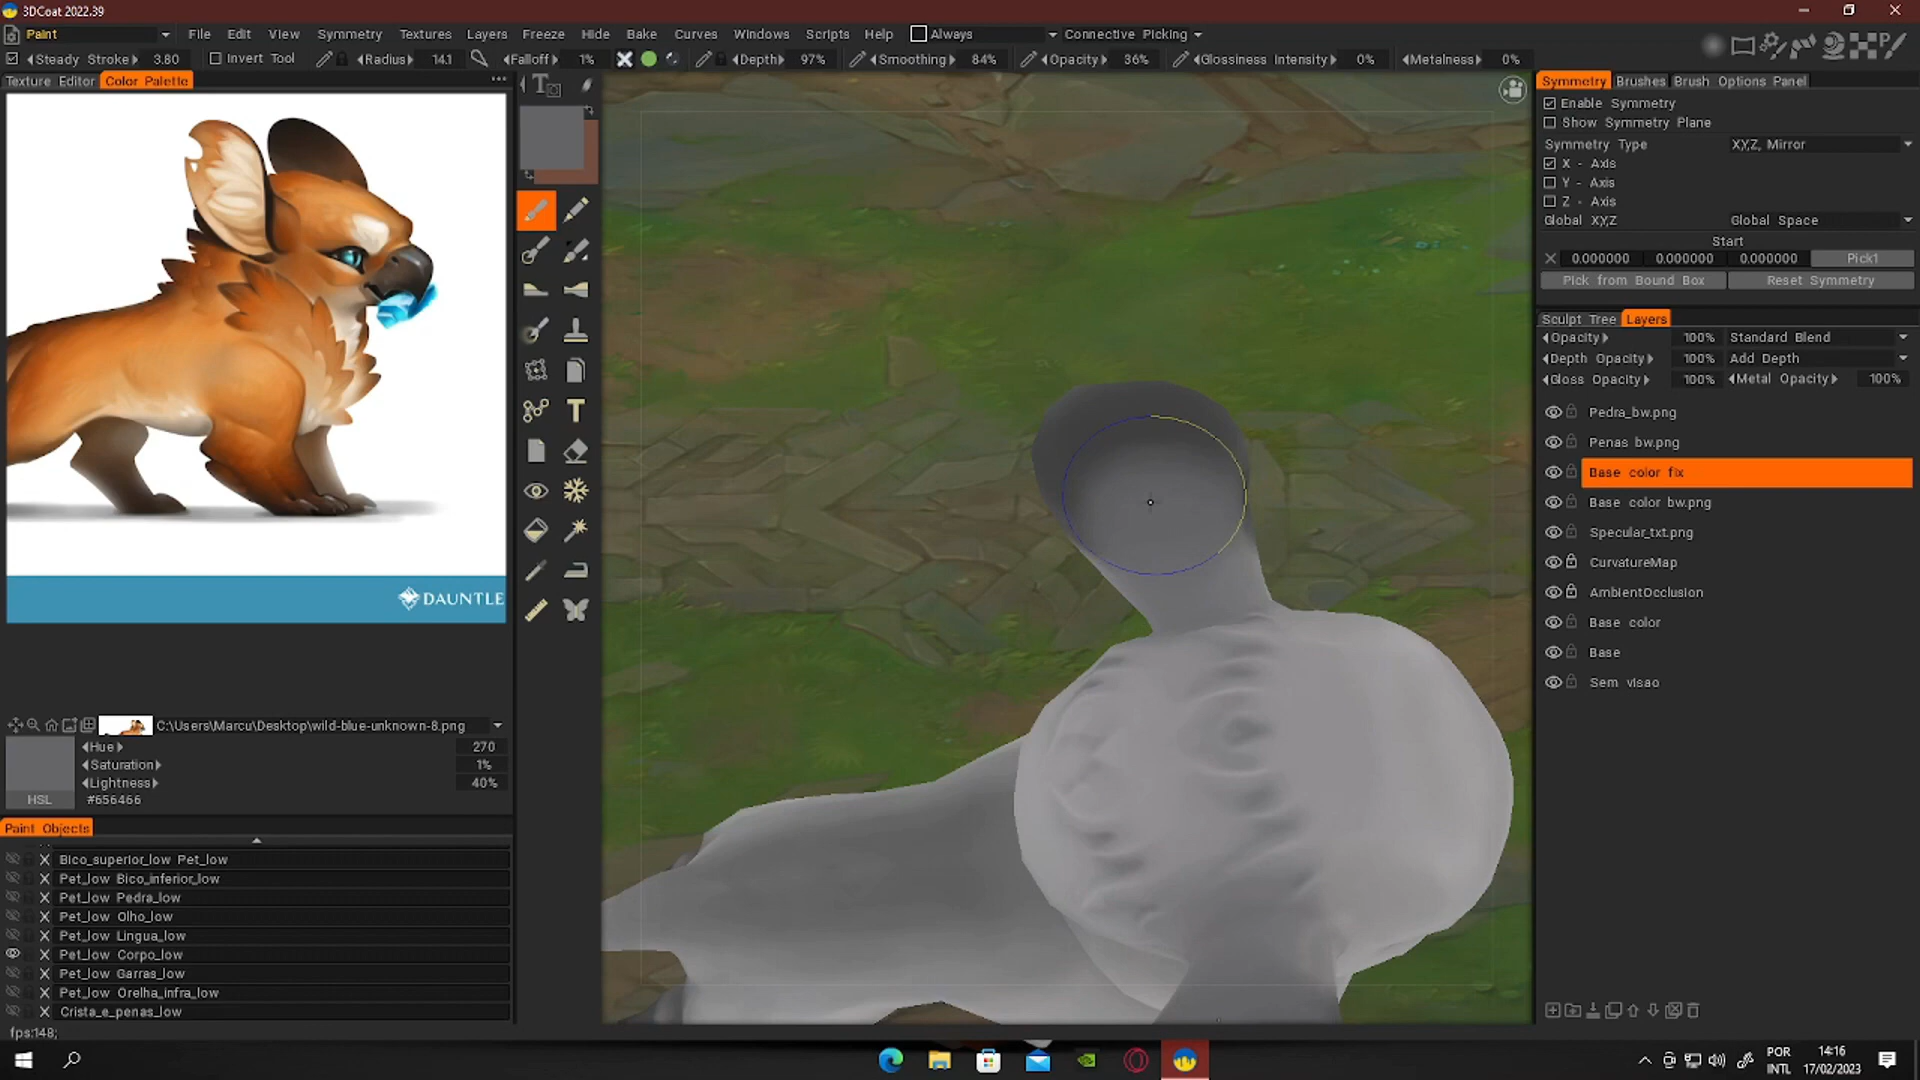 3DCoat 2022.39
Paint File Edit View Symmetry Textures Layers Freeze Hide Bake Curves Windows Scripts Help Always Connective Picking
Steady Stroke 3.80 Invert Tool Radius 14.1 Falloff 1% Depth 97% Smoothing 84% Opacity 36% Glossiness Intensity 0% Metalness 0%
Texture Editor Color Palette
Symmetry Brushes Brush Options Panel
Enable Symmetry
Show Symmetry Plane
Symmetry Type XYZ, Mirror
X - Axis
Y - Axis
Z - Axis
Global XYZ Global Space
Start
0.000000 0.000000 0.000000 Pick1
Pick from Bound Box Reset Symmetry
Sculpt Tree Layers
Opacity 100% Standard Blend
Depth Opacity 100% Add Depth
Gloss Opacity 100% Metal Opacity 100%
Pedra_bw.png
Penas bw.png
Base color fix
Base color bw.png
Specular_txt.png
CurvatureMap
AmbientOcclusion
Base color
Base
Sem visao
DAUNTLE
C:\Users\Marcu\Desktop\wild-blue-unknown-8.png
Hue 270
Saturation 1%
Lightness 40%
HSL #656466
Paint Objects
Bico_superior_low Pet_low
Pet_low Bico_inferior_low
Pet_low Pedra_low
Pet_low Olho_low
Pet_low Lingua_low
Pet_low Corpo_low
Pet_low Garras_low
Pet_low Orelha_infra_low
Crista_e_penas_low
fps:148;
POR
INTL
14:16
17/02/2023